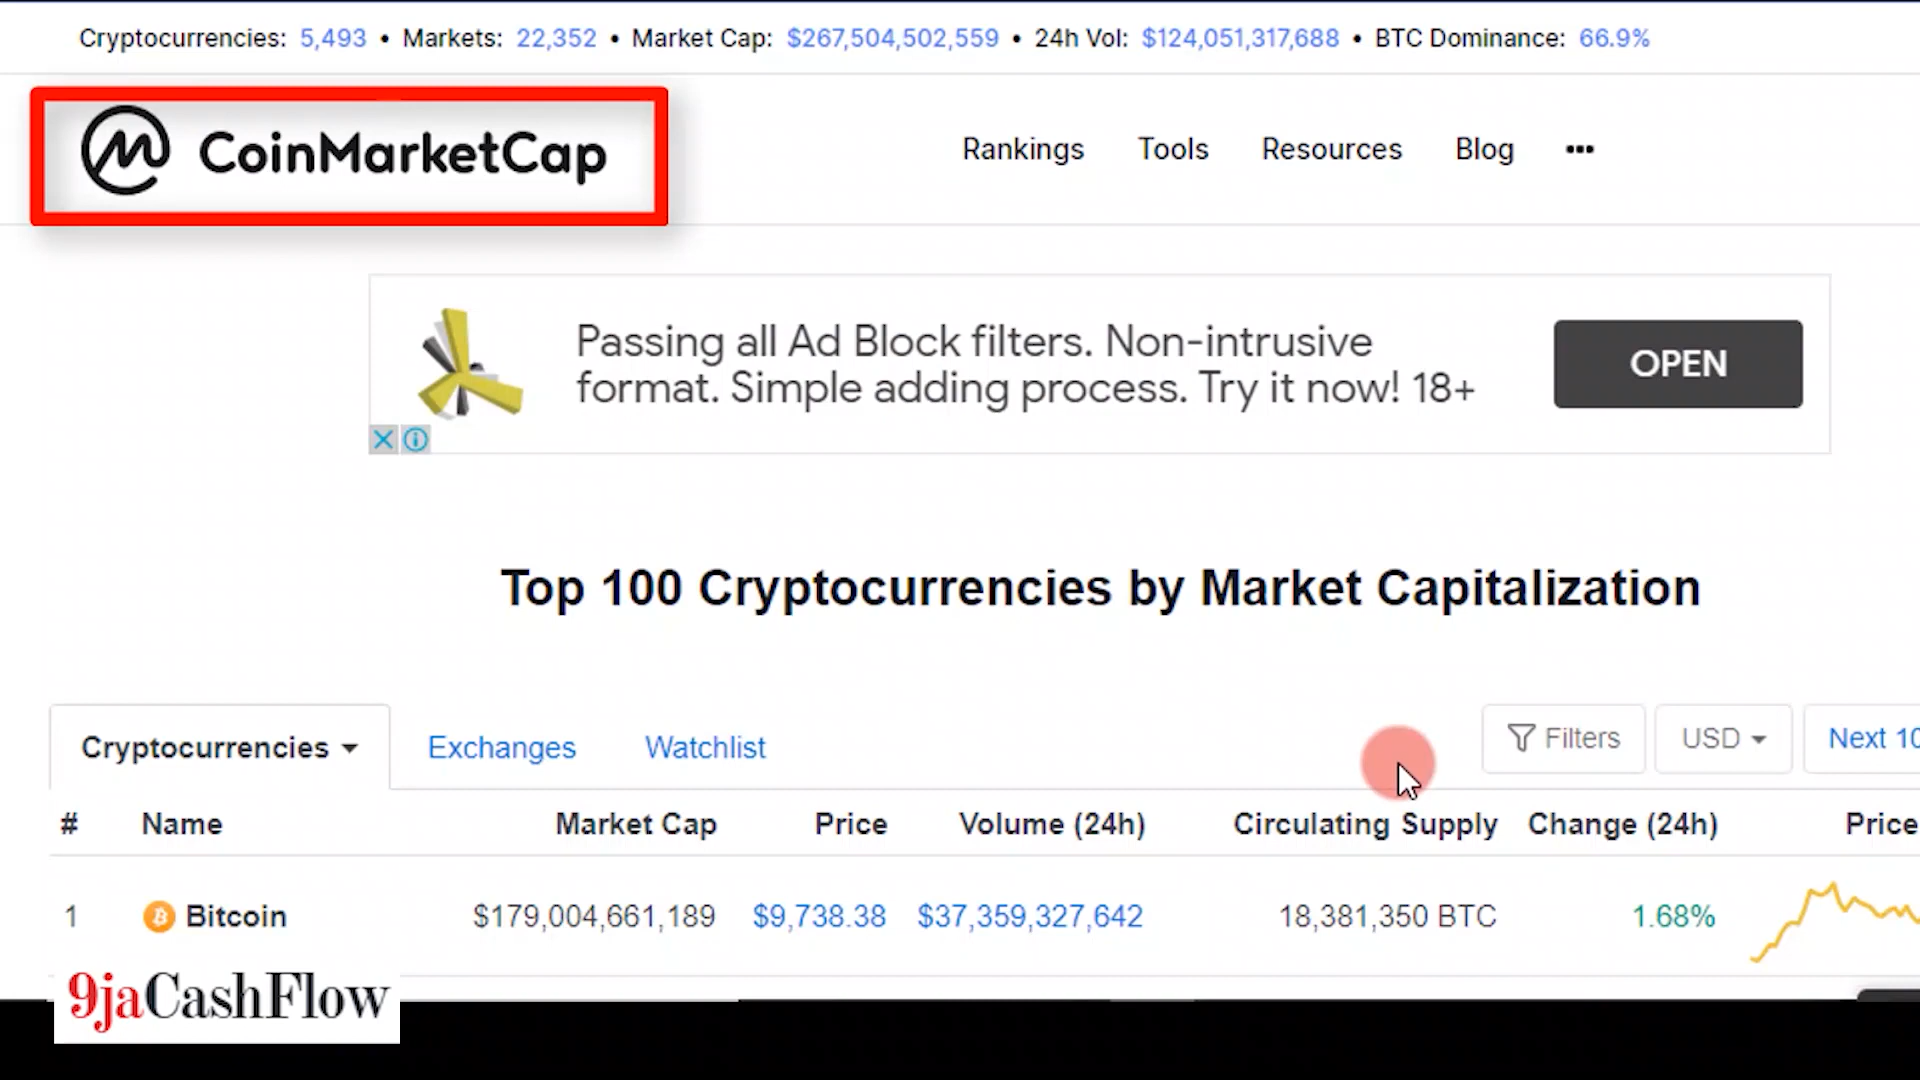 Cryptocurrencies: 5,493 • Markets: 22,352 • Market Cap: $267,504,502,559 • 24h Vol: $124,051,317,688 • BTC Dominance: 66.9%
CoinMarketCap
Rankings Tools Resources Blog •••
Passing all Ad Block filters. Non-intrusive
format. Simple adding process. Try it now! 18+
OPEN
Top 100 Cryptocurrencies by Market Capitalization
Cryptocurrencies Exchanges Watchlist Filters USD Next 10
# Name Market Cap Price Volume (24h) Circulating Supply Change (24h) Price
1 Bitcoin $179,004,661,189 $9,738.38 $37,359,327,642 18,381,350 BTC 1.68%
9jaCashFlow